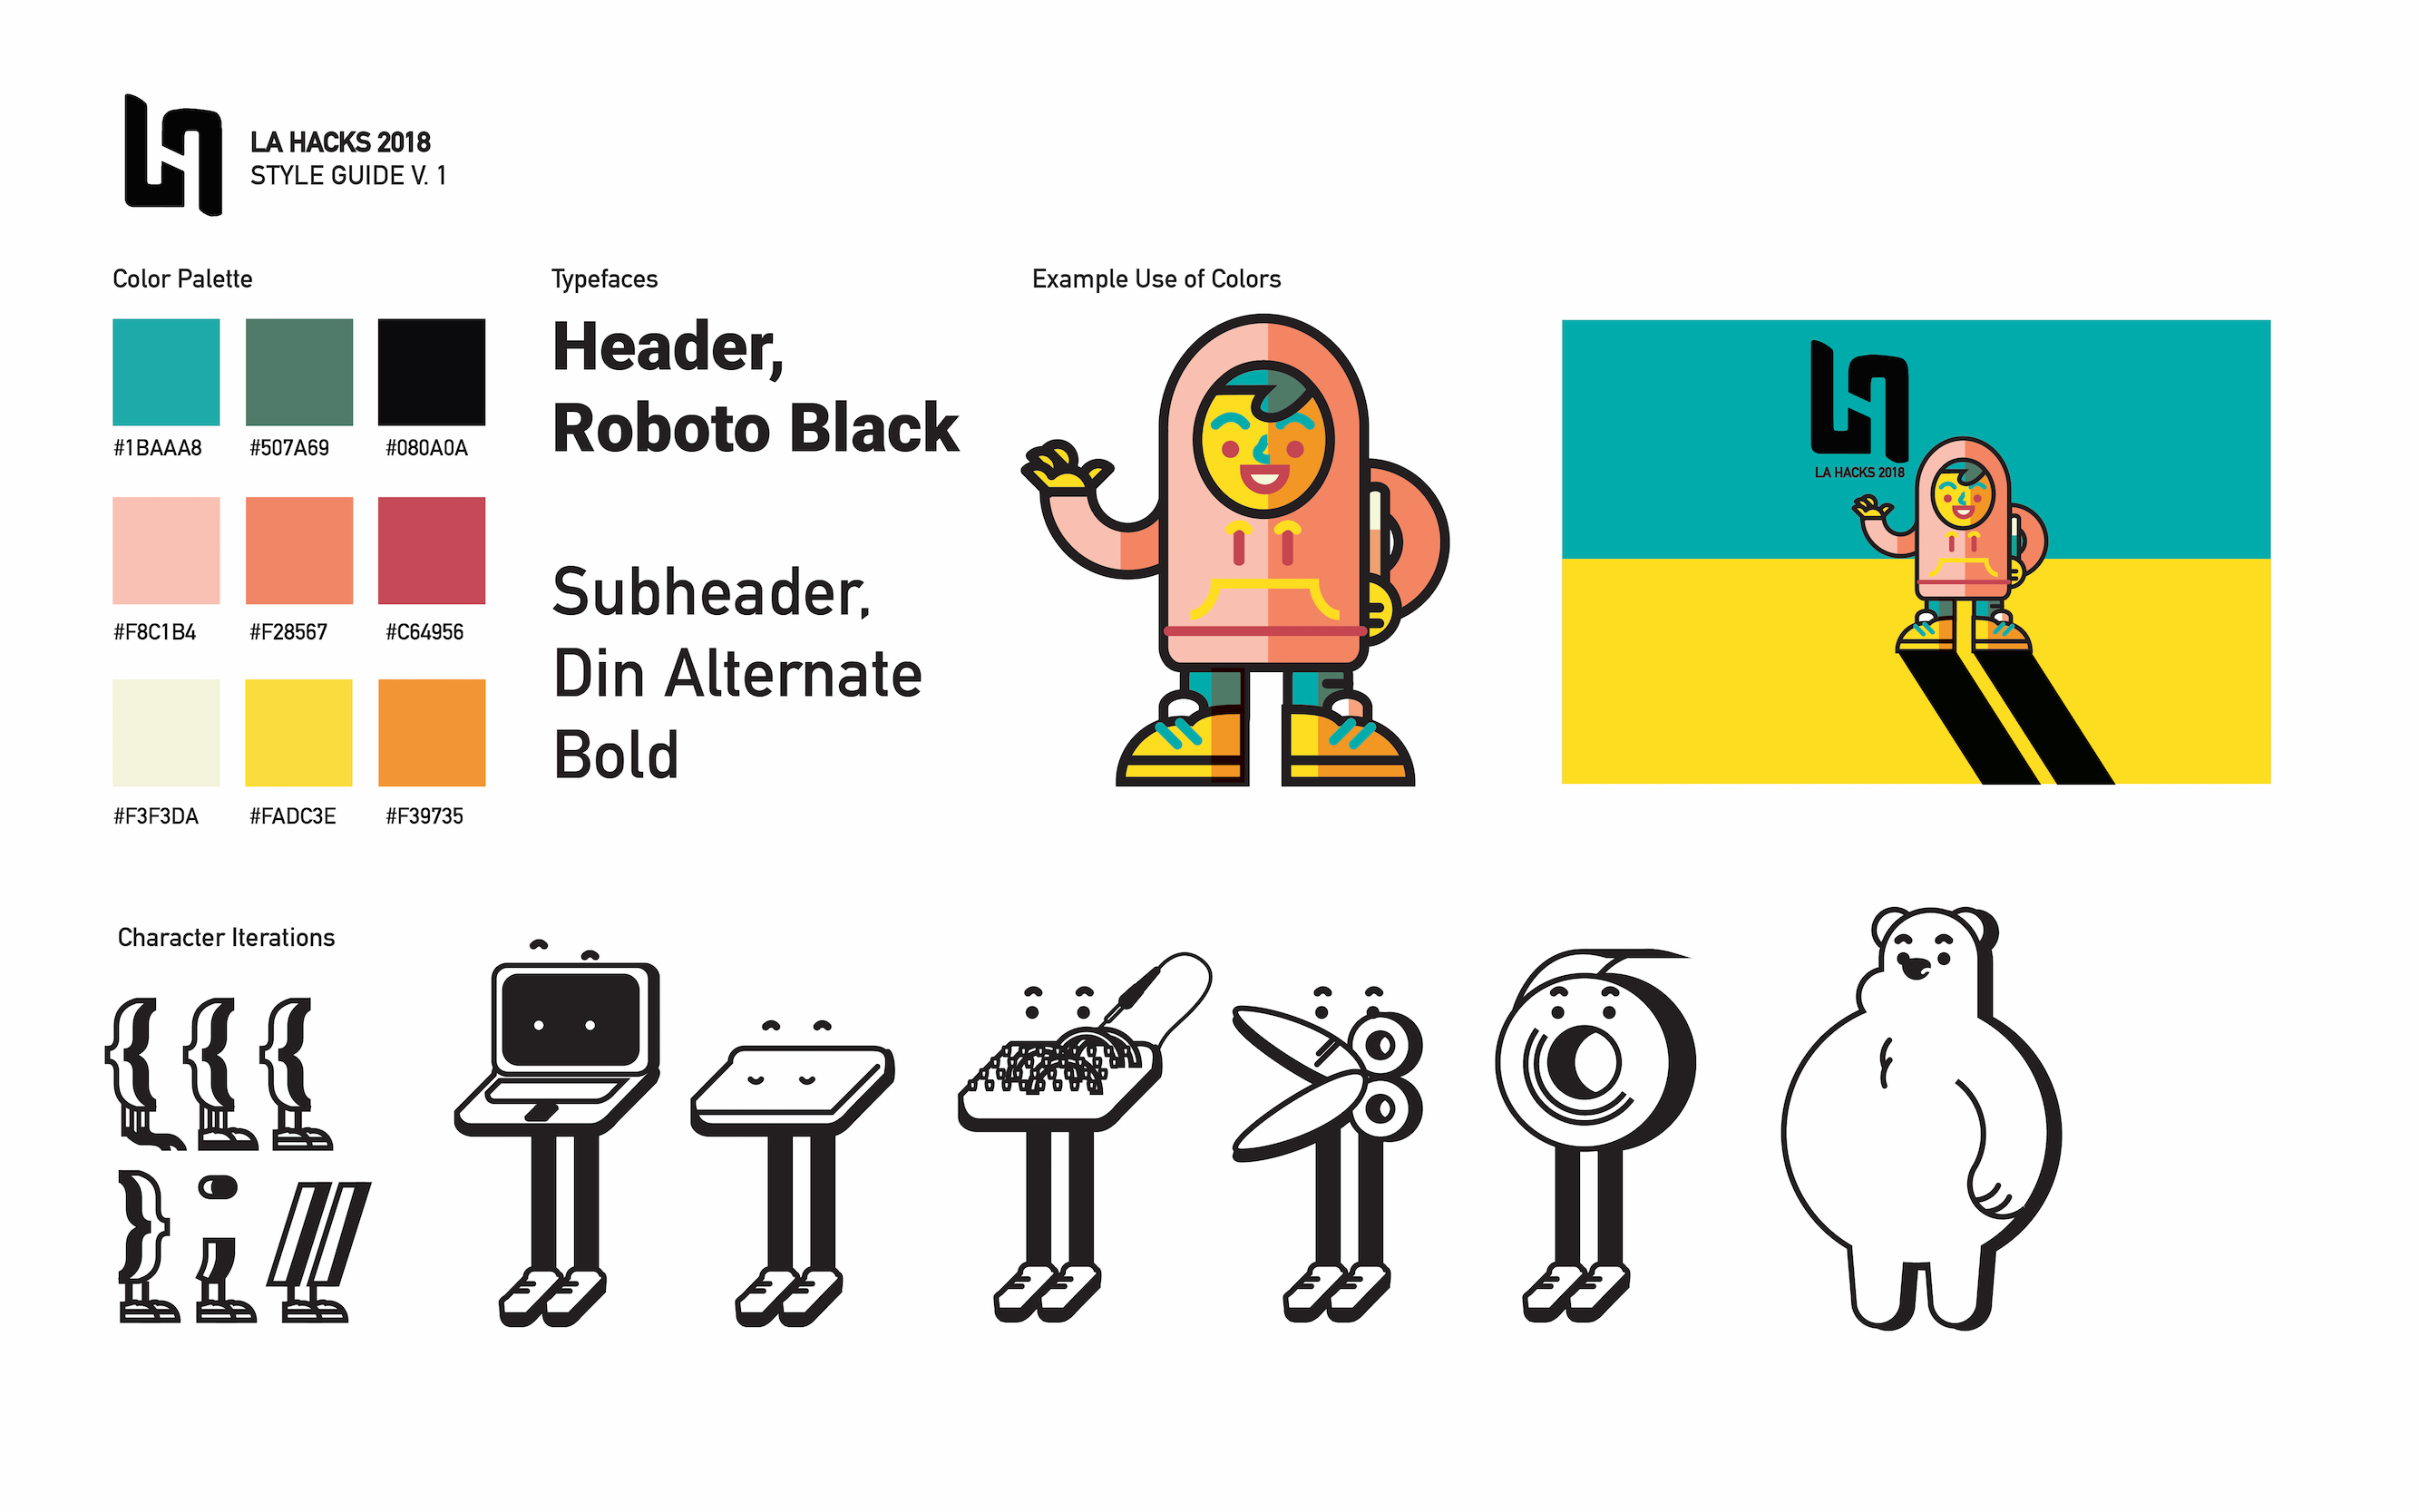 LA HACKS 2018
STYLE GUIDE V. 1
Color Palette
#1BAAA8 #507A69 #080A0A
#F8C1B4 #F28567 #C64956
#F3F3DA #FADC3E #F39735
Typefaces
Header,
Roboto Black
Subheader,
Din Alternate
Bold
Example Use of Colors
LA HACKS 2018
Character Iterations